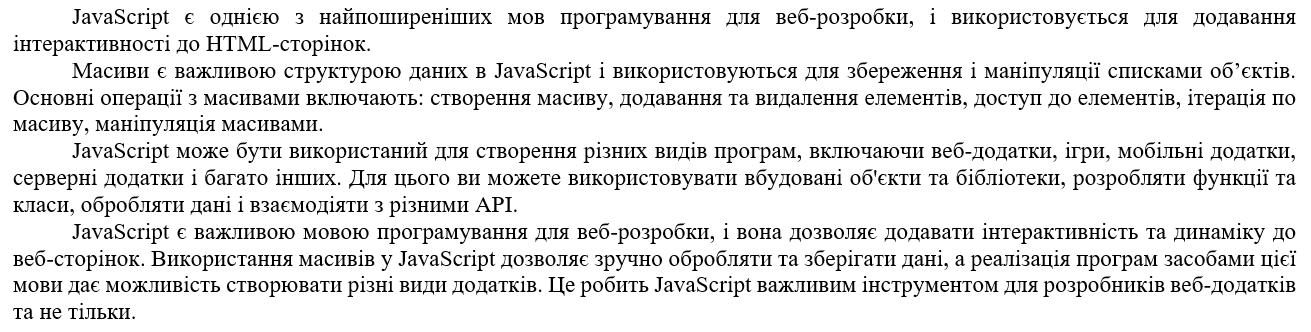 JavaScript є однією з найпоширеніших мов програмування для веб-розробки, і використовується для додавання
інтерактивності до HTML-сторінок.
Масиви є важливою структурою даних в JavaScript і використовуються для збереження і маніпуляції списками об’єктів.
Основні операції з масивами включають: створення масиву, додавання та видалення елементів, доступ до елементів, ітерація по
масиву, маніпуляція масивами.
JavaScript може бути використаний для створення різних видів програм, включаючи веб-додатки, ігри, мобільні додатки,
серверні додатки і багато інших. Для цього ви можете використовувати вбудовані об'єкти та бібліотеки, розробляти функції та
класи, обробляти дані і взаємодіяти з різними API.
JavaScript є важливою мовою програмування для веб-розробки, і вона дозволяє додавати інтерактивність та динаміку до
веб-сторінок. Використання масивів у JavaScript дозволяє зручно обробляти та зберігати дані, а реалізація програм засобами цієї
мови дає можливість створювати різні види додатків. Це робить JavaScript важливим інструментом для розробників веб-додатків
та не тільки.